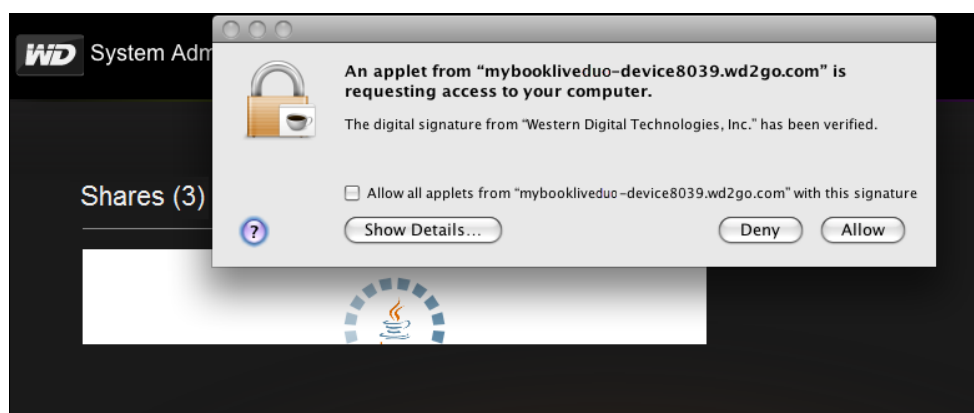 WD System Adm
An applet from “mybookliveduo-device8039.wd2go.com” is
requesting access to your computer.
The digital signature from “Western Digital Technologies, Inc.” has been verified.
Shares (3)
Allow all applets from “mybookliveduo-device8039.wd2go.com” with this signature
?
Show Details...
Deny
Allow